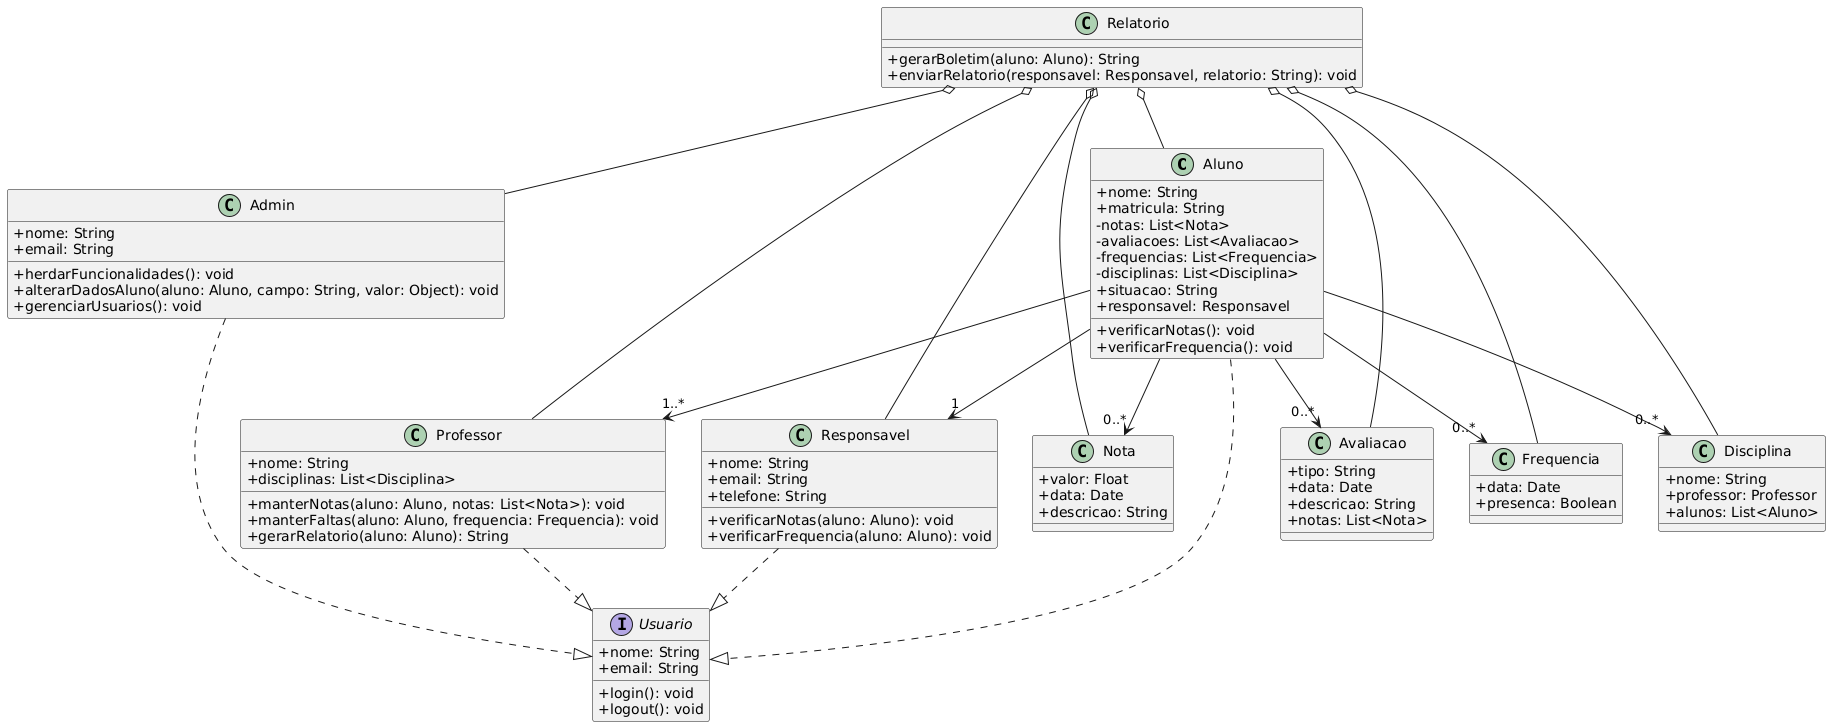 C Relatorio
+gerarBoletim(aluno: Aluno): String
+enviarRelatorio(responsavel: Responsavel, relatorio: String): void
C Aluno
+nome: String
+matricula: String
-notas: List<Nota>
-avaliacoes: List<Avaliacao>
-frequencias: List<Frequencia>
-disciplinas: List<Disciplina>
+situacao: String
+responsavel: Responsavel
+verificarNotas(): void
+verificarFrequencia(): void
C Admin
+nome: String
+email: String
+herdarFuncionalidades(): void
+alterarDadosAluno(aluno: Aluno, campo: String, valor: Object): void
+gerenciarUsuarios(): void
1..*
1
0..*
0..*
0..*
0..*
C Professor
+nome: String
+disciplinas: List<Disciplina>
+manterNotas(aluno: Aluno, notas: List<Nota>): void
+manterFaltas(aluno: Aluno, frequencia: Frequencia): void
+gerarRelatorio(aluno: Aluno): String
C Responsavel
+nome: String
+email: String
+telefone: String
+verificarNotas(aluno: Aluno): void
+verificarFrequencia(aluno: Aluno): void
C Nota
+valor: Float
+data: Date
+descricao: String
C Avaliacao
+tipo: String
+data: Date
+descricao: String
+notas: List<Nota>
C Frequencia
+data: Date
+presenca: Boolean
C Disciplina
+nome: String
+professor: Professor
+alunos: List<Aluno>
I Usuario
+nome: String
+email: String
+login(): void
+logout(): void